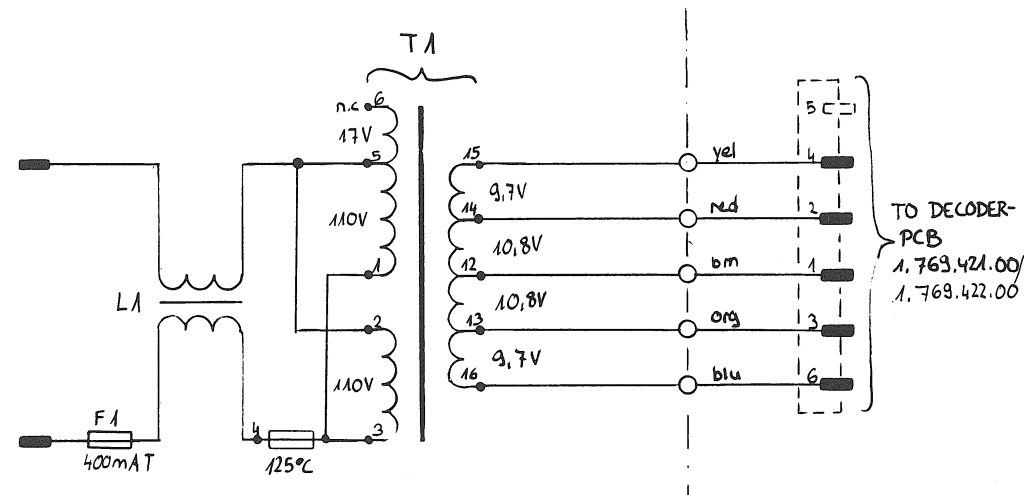 T1
n.c 6
17V
5
110V
1
2
110V
3
L1
F1
400mAT
4
125°C
15
9,7V
14
10,8V
12
10,8V
13
9,7V
16
yel
red
brn
org
blu
5
4
2
1
3
6
TO DECODER-
PCB
1.769.421.00/
1.769.422.00